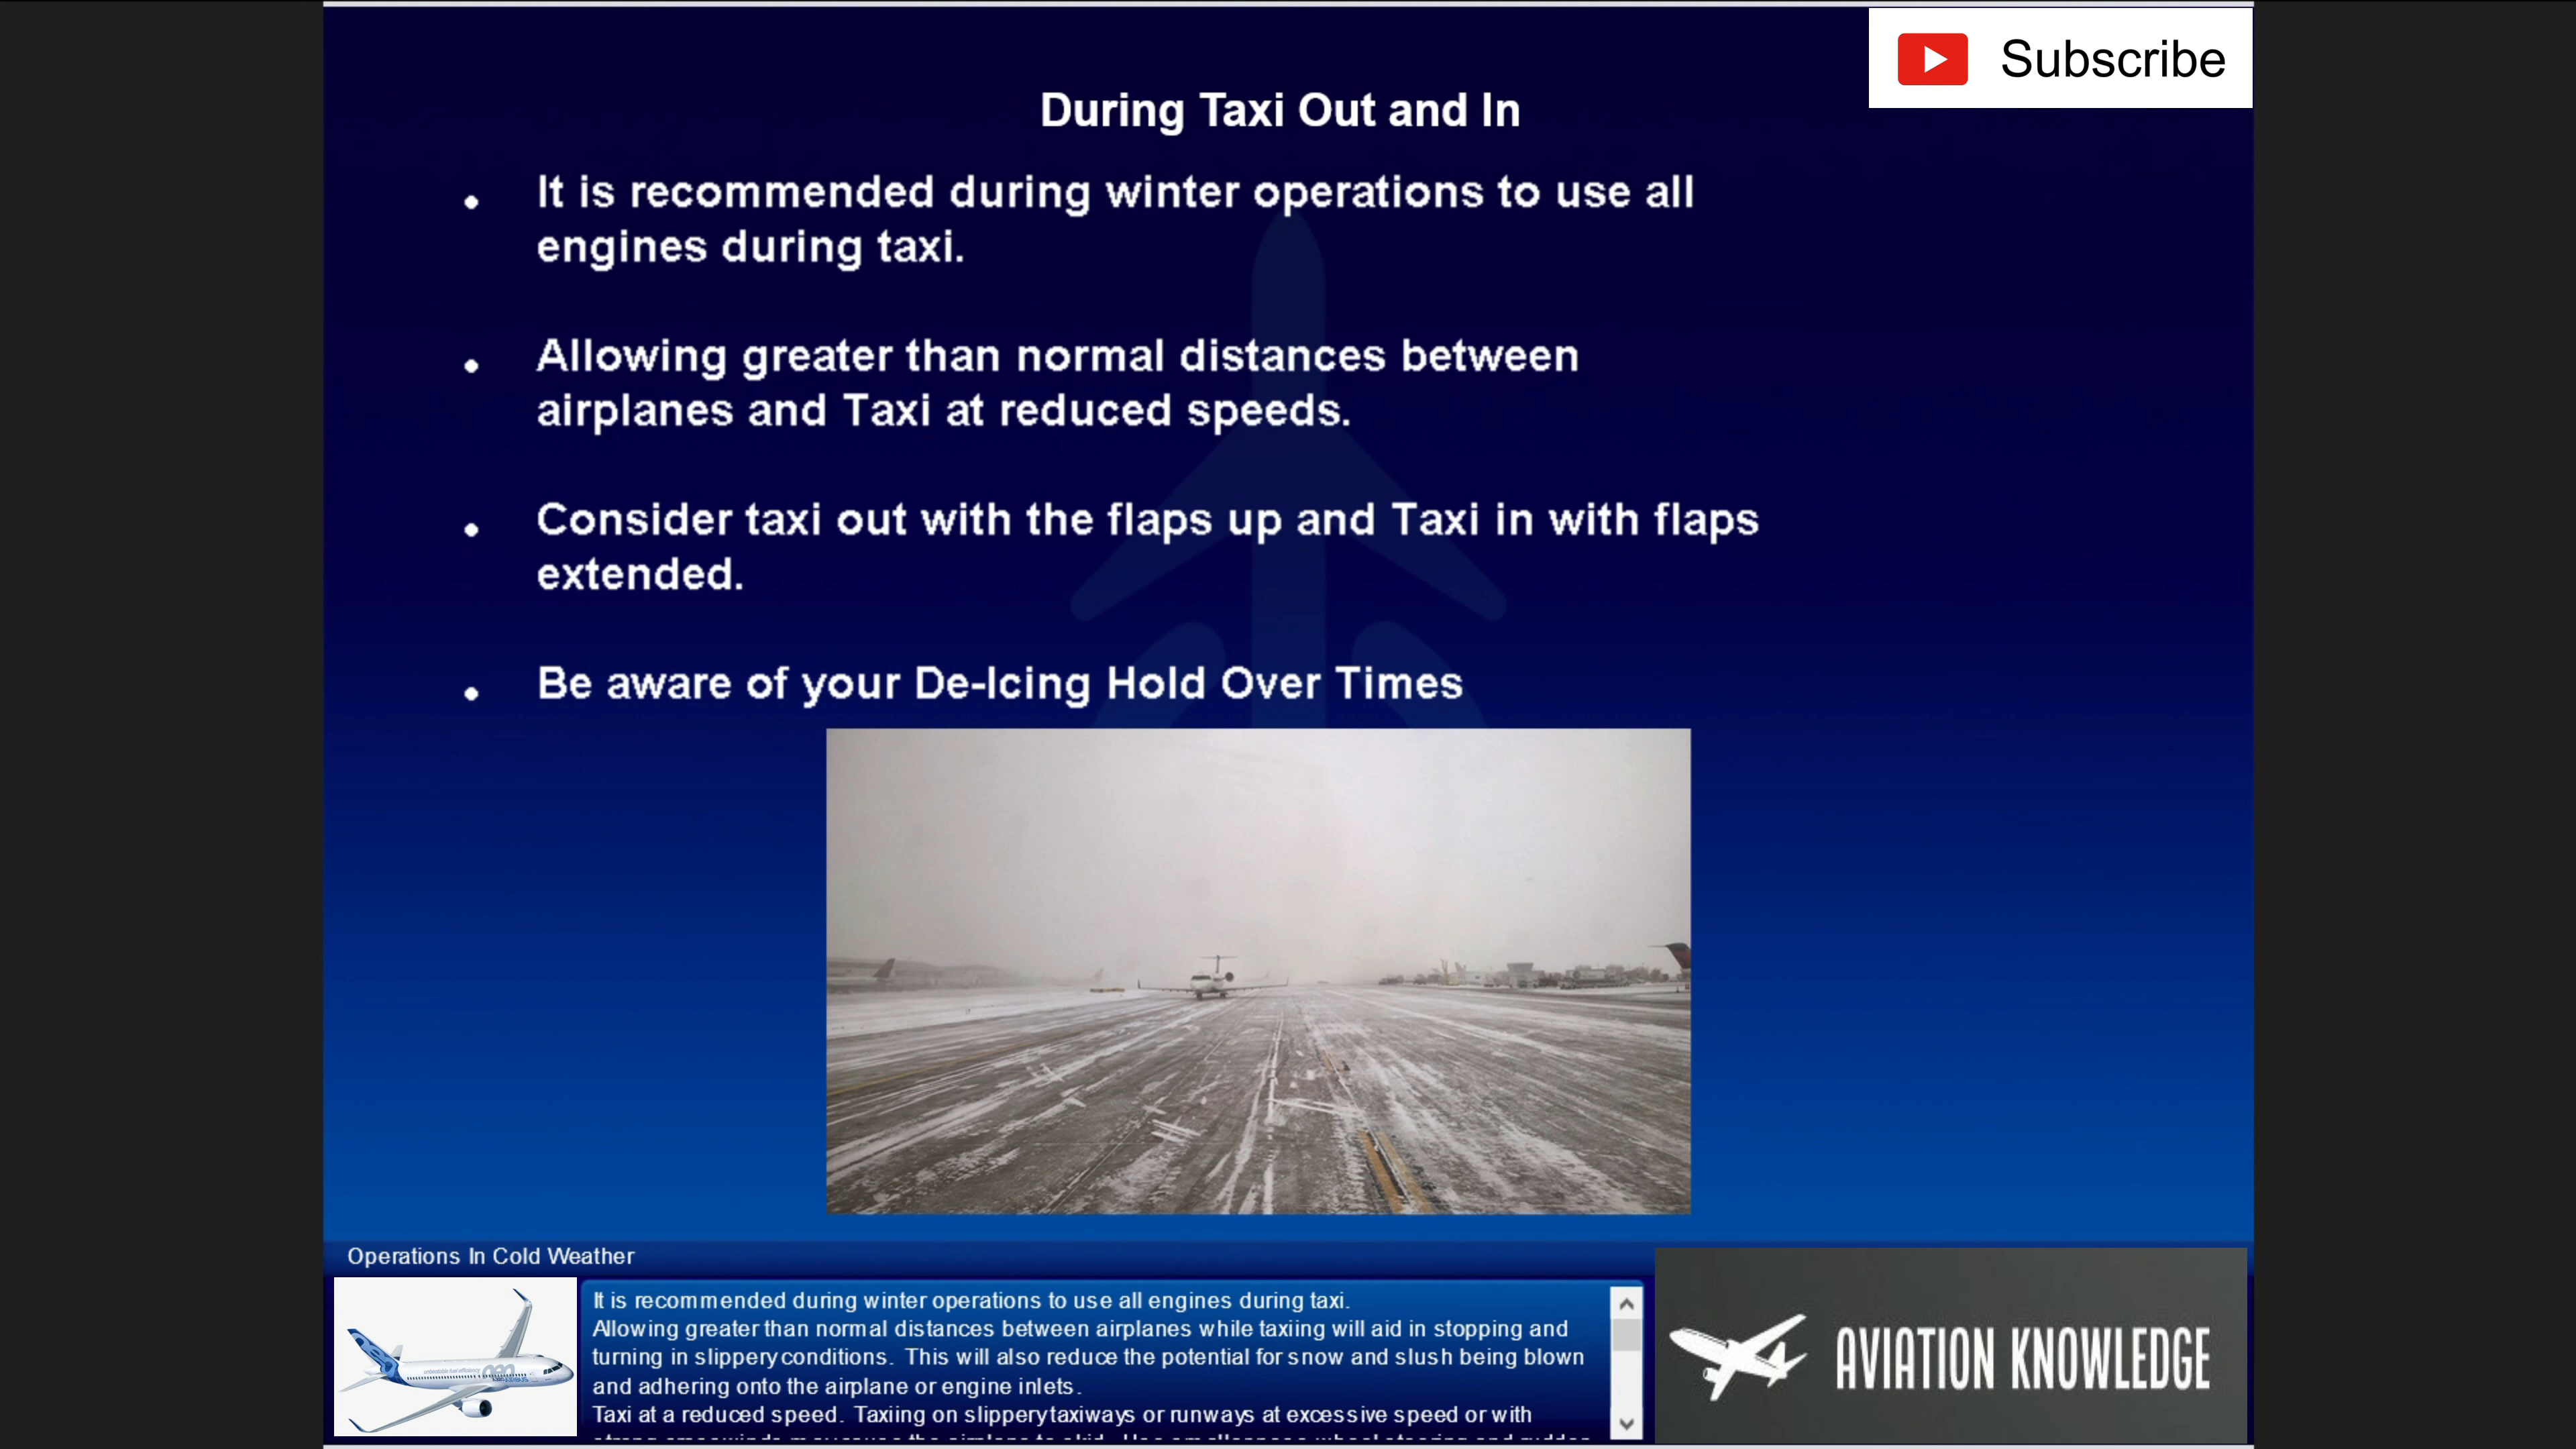 Subscribe
During Taxi Out and In
• It is recommended during winter operations to use all
engines during taxi.
• Allowing greater than normal distances between
airplanes and Taxi at reduced speeds.
• Consider taxi out with the flaps up and Taxi in with flaps
extended.
• Be aware of your De-Icing Hold Over Times
Operations In Cold Weather
It is recommended during winter operations to use all engines during taxi.
Allowing greater than normal distances between airplanes while taxiing will aid in stopping and
turning in slippery conditions. This will also reduce the potential for snow and slush being blown
and adhering onto the airplane or engine inlets.
Taxi at a reduced speed. Taxiing on slippery taxiways or runways at excessive speed or with
neo
AVIATION KNOWLEDGE